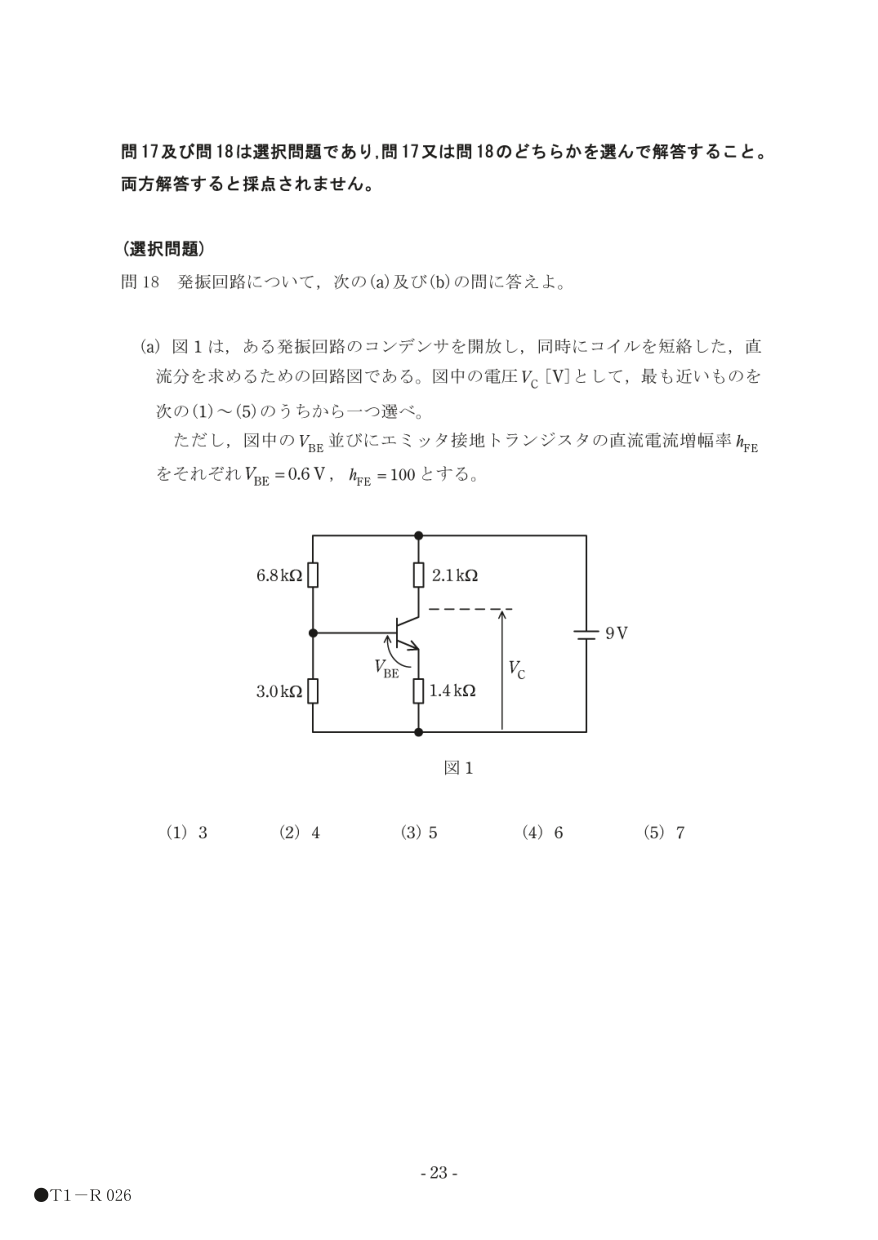 問17及び問18は選択問題であり,問17又は問18のどちらかを選んで解答すること。
両方解答すると採点されません。
(選択問題)
問18 発振回路について，次の(a)及び(b)の問に答えよ。
(a) 図1は，ある発振回路のコンデンサを開放し，同時にコイルを短絡した，直
流分を求めるための回路図である。図中の電圧V_C [V]として，最も近いものを
次の(1)～(5)のうちから一つ選べ。
ただし，図中のV_BE 並びにエミッタ接地トランジスタの直流電流増幅率h_FE
をそれぞれV_BE = 0.6 V， h_FE = 100とする。
6.8 kΩ
2.1 kΩ
9 V
V_BE
V_C
3.0 kΩ
1.4 kΩ
図1
(1) 3 (2) 4 (3) 5 (4) 6 (5) 7
- 23 -
●T1－R 026